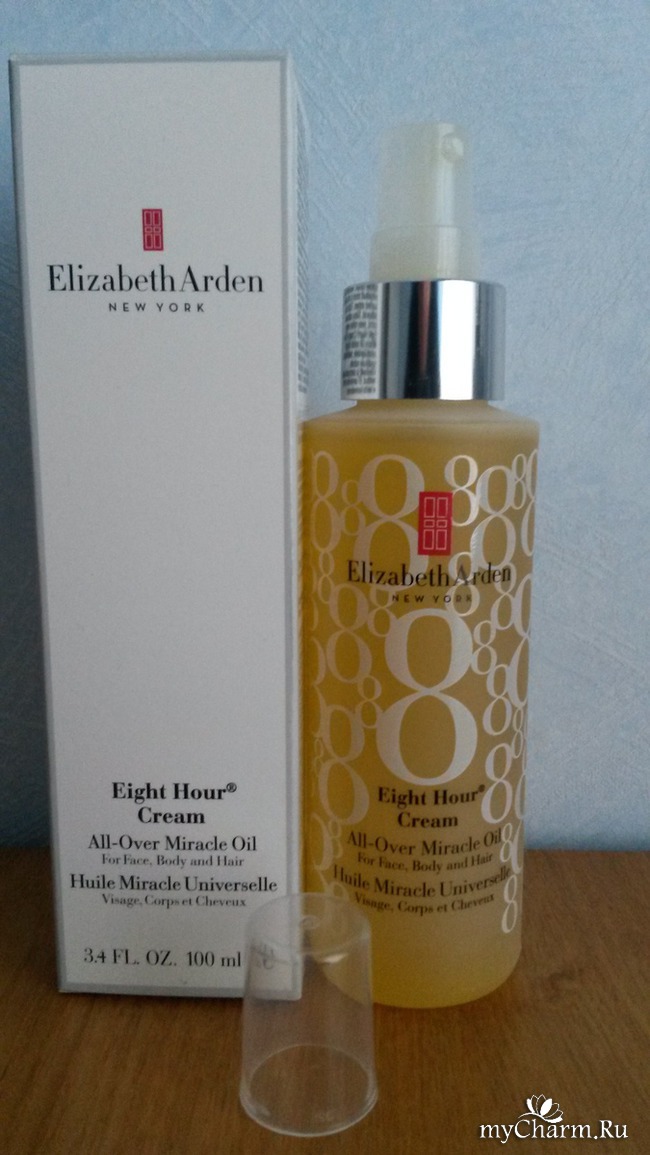 Elizabeth Arden
NEW YORK
Eight Hour®
Cream
All-Over Miracle Oil
For Face, Body and Hair
Huile Miracle Universelle
Visage, Corps et Cheveux
3.4 FL. OZ. 100 ml
8
Elizabeth Arden
NEW YORK
8
Eight Hour®
Cream
All-Over Miracle Oil
For Face, Body and Hair
Huile Miracle Universelle
Visage, Corps et Cheveux
myCharm.Ru